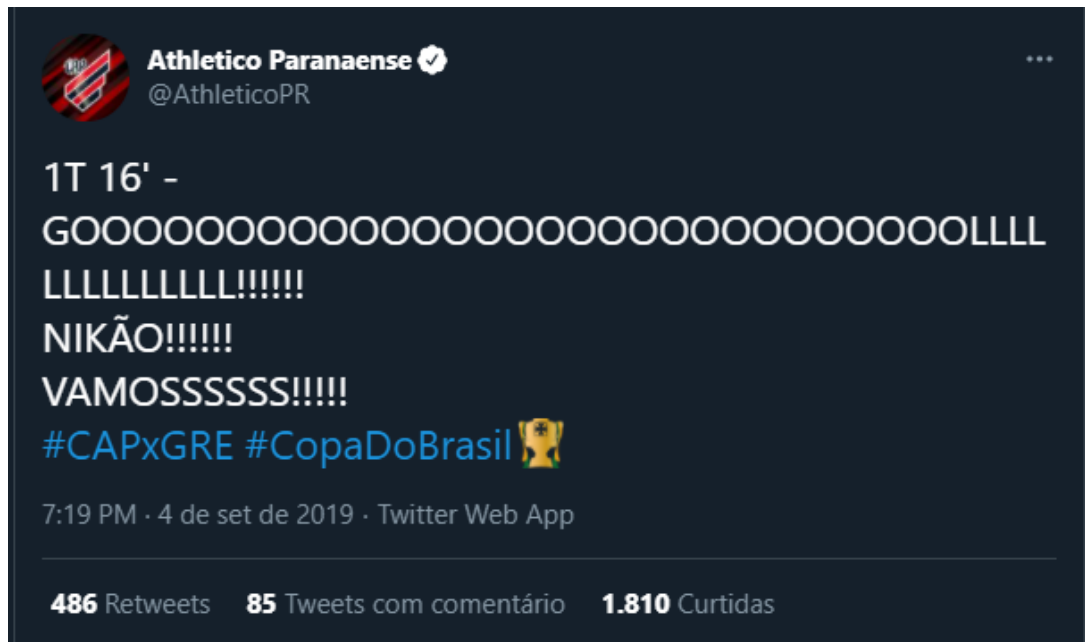 Athletico Paranaense
@AthleticoPR
1T 16' -
GOOOOOOOOOOOOOOOOOOOOOOOOOOOOOLLLL
LLLLLLLLLL!!!!!!
NIKÃO!!!!!!
VAMOSSSSSS!!!!!
#CAPxGRE #CopaDoBrasil
7:19 PM · 4 de set de 2019 · Twitter Web App
486 Retweets 85 Tweets com comentário 1.810 Curtidas